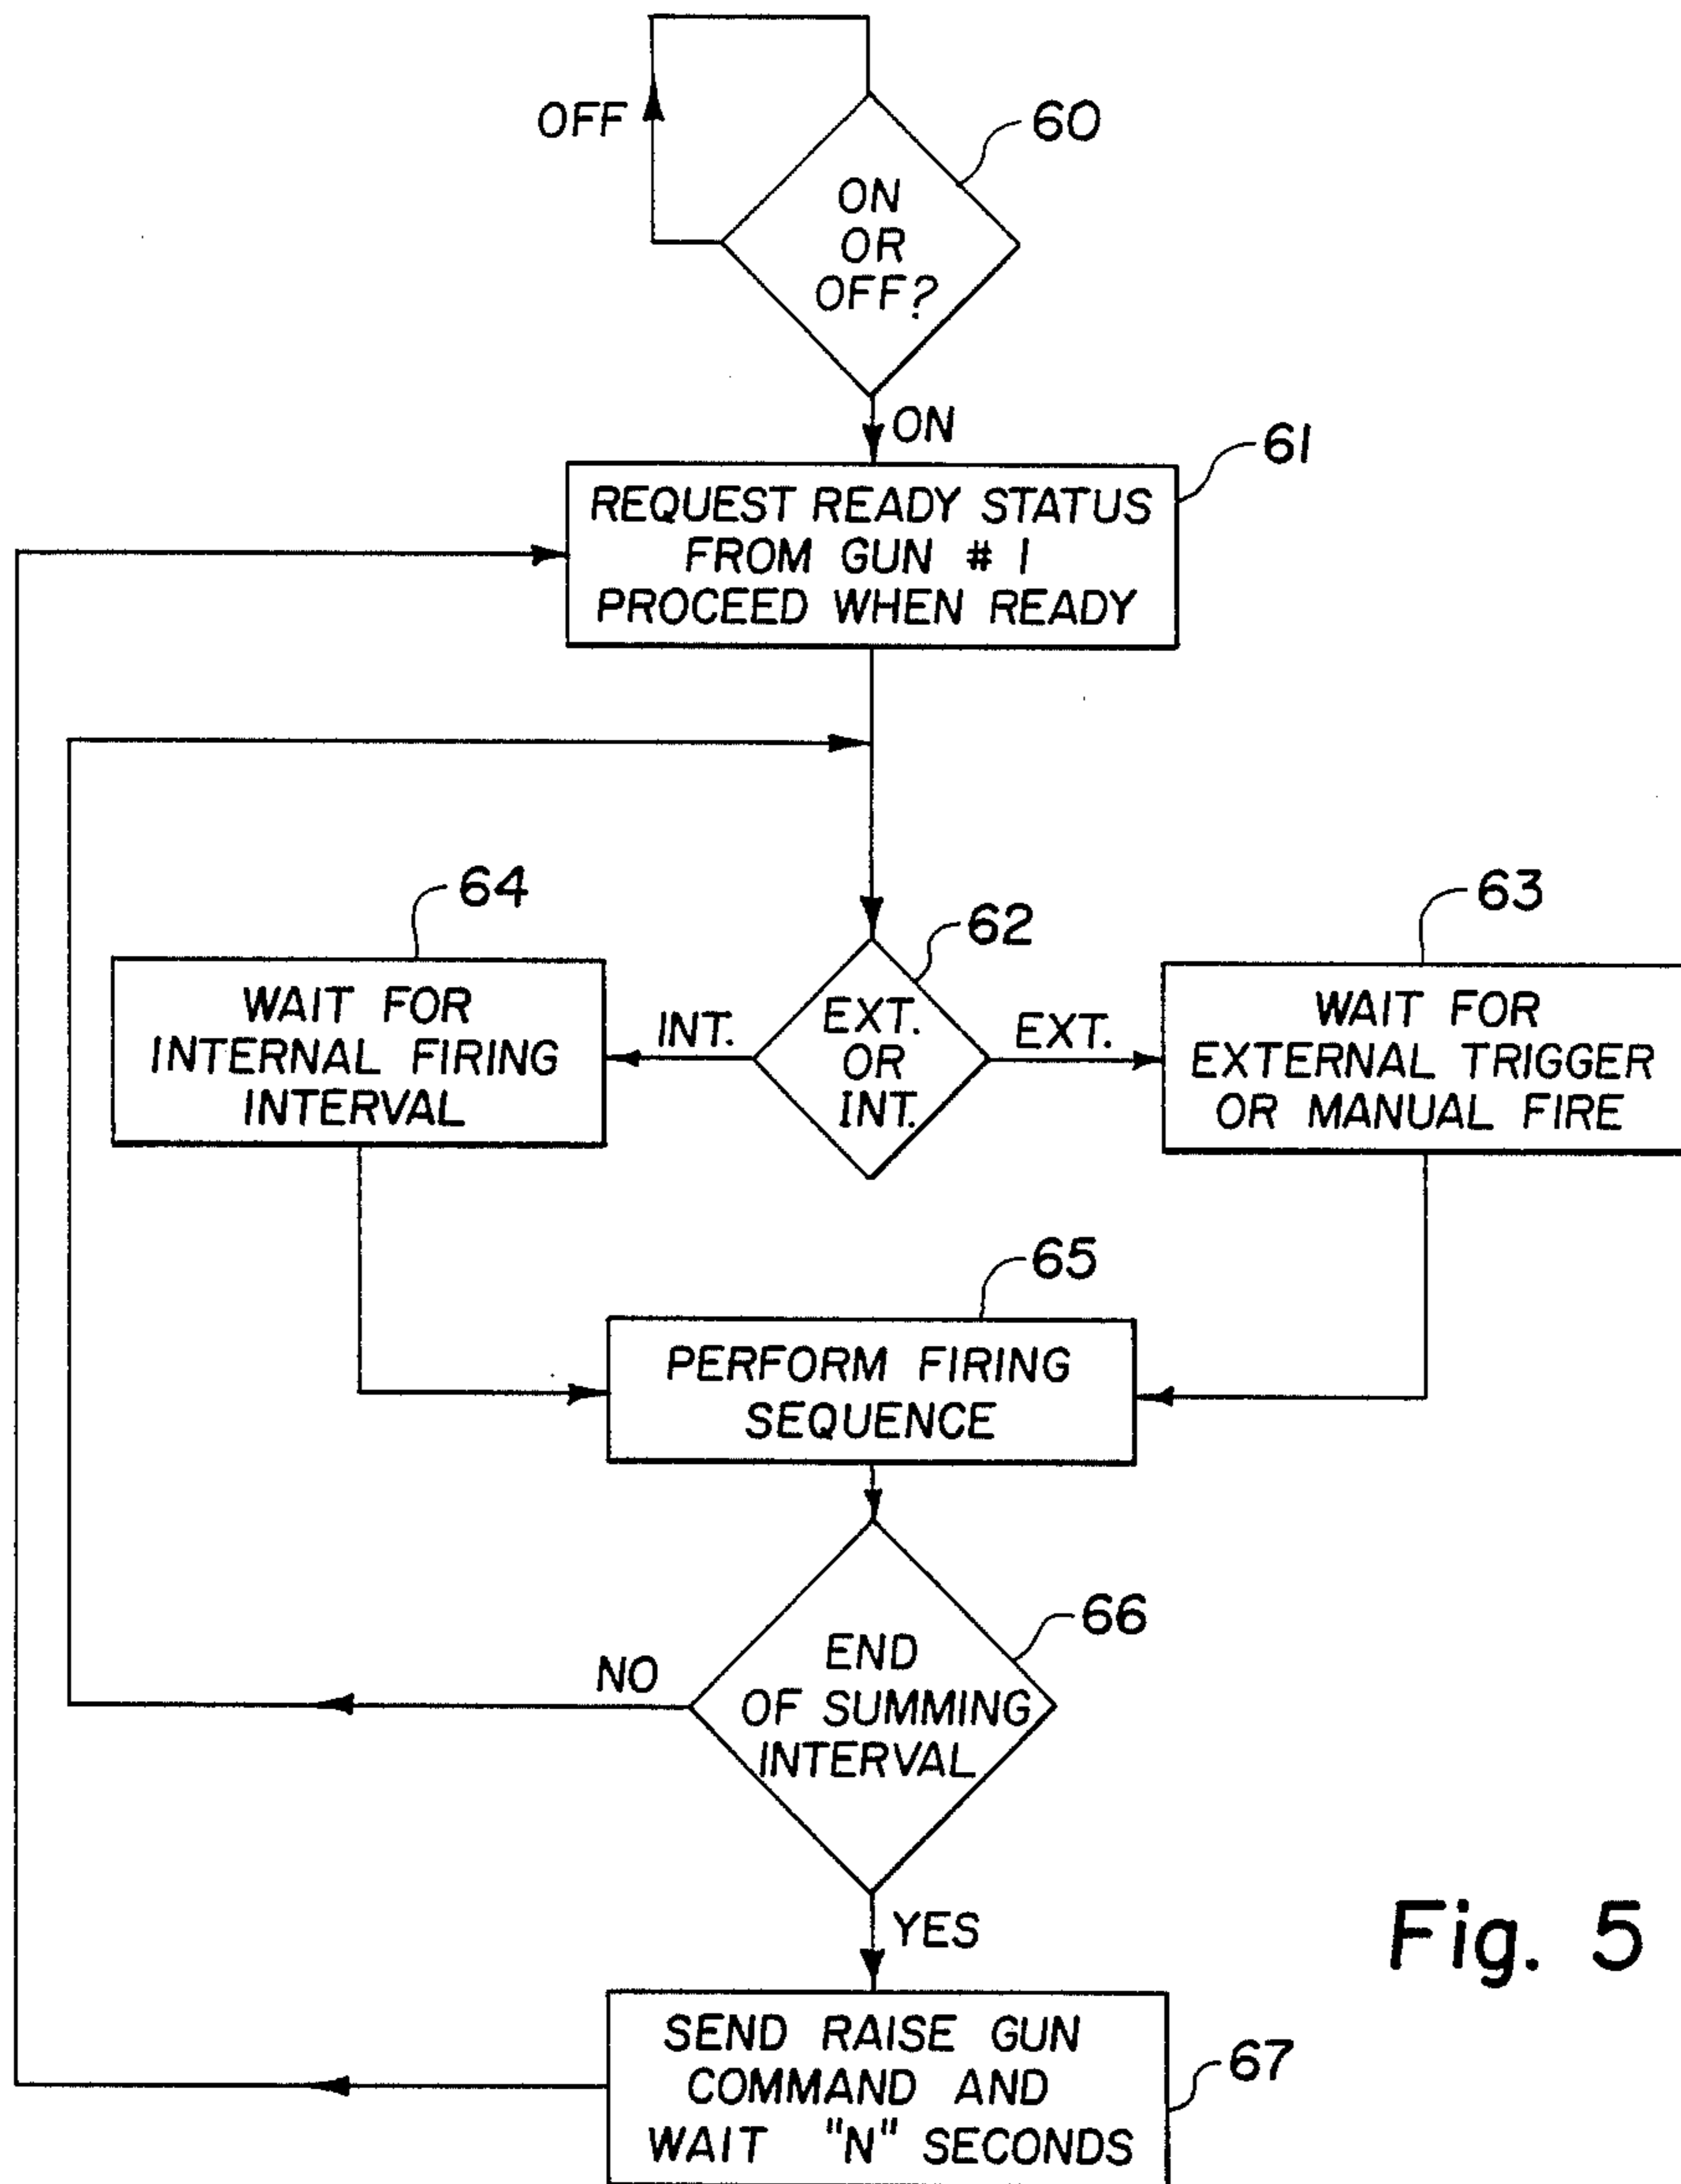 OFF
60
ON
OR
OFF?
ON
61
REQUEST READY STATUS
FROM GUN # 1
PROCEED WHEN READY
64
WAIT FOR
INTERNAL FIRING
INTERVAL
INT.
62
EXT.
OR
INT.
EXT.
63
WAIT FOR
EXTERNAL TRIGGER
OR MANUAL FIRE
65
PERFORM FIRING
SEQUENCE
66
END
OF SUMMING
INTERVAL
NO
YES
67
SEND RAISE GUN
COMMAND AND
WAIT "N" SECONDS
Fig. 5